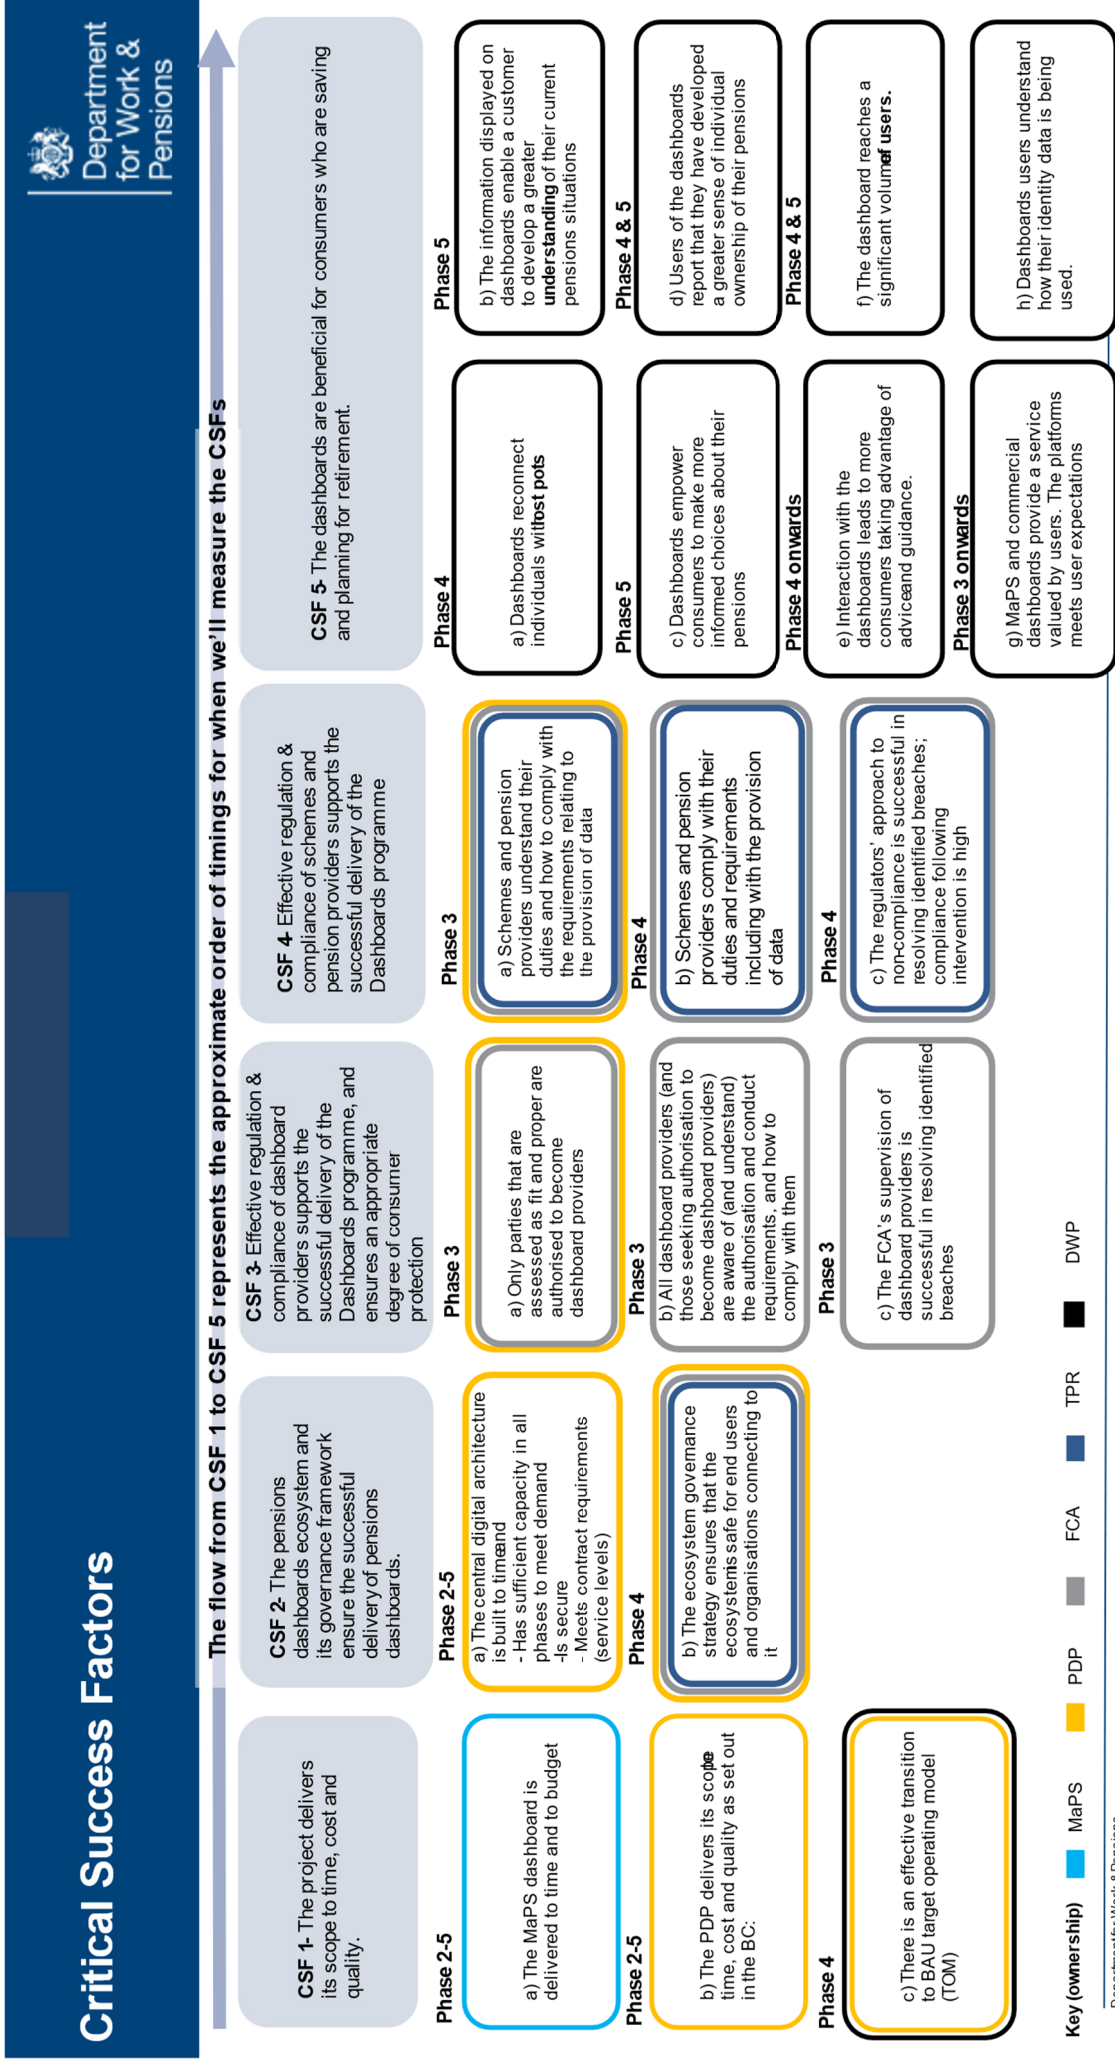 Critical Success Factors
Department
for Work &
Pensions
The flow from CSF 1 to CSF 5 represents the approximate order of timings for when we'll measure the CSFs
CSF 1- The project delivers
its scope to time, cost and
quality.
Phase 2-5
a) The MaPS dashboard is
delivered to time and to budget
Phase 2-5
b) The PDP delivers its scope
time, cost and quality as set out
in the BC:
Phase 4
c) There is an effective transition
to BAU target operating model
(TOM)
CSF 2- The pensions
dashboards ecosystem and
its governance framework
ensure the successful
delivery of pensions
dashboards.
Phase 2-5
a) The central digital architecture
is built to time and
- Has sufficient capacity in all
phases to meet demand
-Is secure
- Meets contract requirements
(service levels)
Phase 4
b) The ecosystem governance
strategy ensures that the
ecosystem is safe for end users
and organisations connecting to
it
CSF 3- Effective regulation &
compliance of dashboard
providers supports the
successful delivery of the
Dashboards programme, and
ensures an appropriate
degree of consumer
protection
Phase 3
a) Only parties that are
assessed as fit and proper are
authorised to become
dashboard providers
Phase 3
b) All dashboard providers (and
those seeking authorisation to
become dashboard providers)
are aware of (and understand)
the authorisation and conduct
requirements, and how to
comply with them
Phase 3
c) The FCA's supervision of
dashboard providers is
successful in resolving identified
breaches
CSF 4- Effective regulation &
compliance of schemes and
pension providers supports the
successful delivery of the
Dashboards programme
Phase 3
a) Schemes and pension
providers understand their
duties and how to comply with
the requirements relating to
the provision of data
Phase 4
b) Schemes and pension
providers comply with their
duties and requirements
including with the provision
of data
Phase 4
c) The regulators' approach to
non-compliance is successful in
resolving identified breaches;
compliance following
intervention is high
CSF 5- The dashboards are beneficial for consumers who are saving
and planning for retirement.
Phase 4
a) Dashboards reconnect
individuals with lost pots
Phase 5
b) The information displayed on
dashboards enable a customer
to develop a greater
understanding of their current
pensions situations
Phase 5
c) Dashboards empower
consumers to make more
informed choices about their
pensions
Phase 4 & 5
d) Users of the dashboards
report that they have developed
a greater sense of individual
ownership of their pensions
Phase 4 onwards
e) Interaction with the
dashboards leads to more
consumers taking advantage of
advice and guidance.
Phase 4 & 5
f) The dashboard reaches a
significant volume of users.
Phase 3 onwards
g) MaPS and commercial
dashboards provide a service
valued by users. The platforms
meets user expectations
h) Dashboards users understand
how their identity data is being
used.
Key (ownership)
MaPS
PDP
FCA
TPR
DWP
Department for Work & Pensions